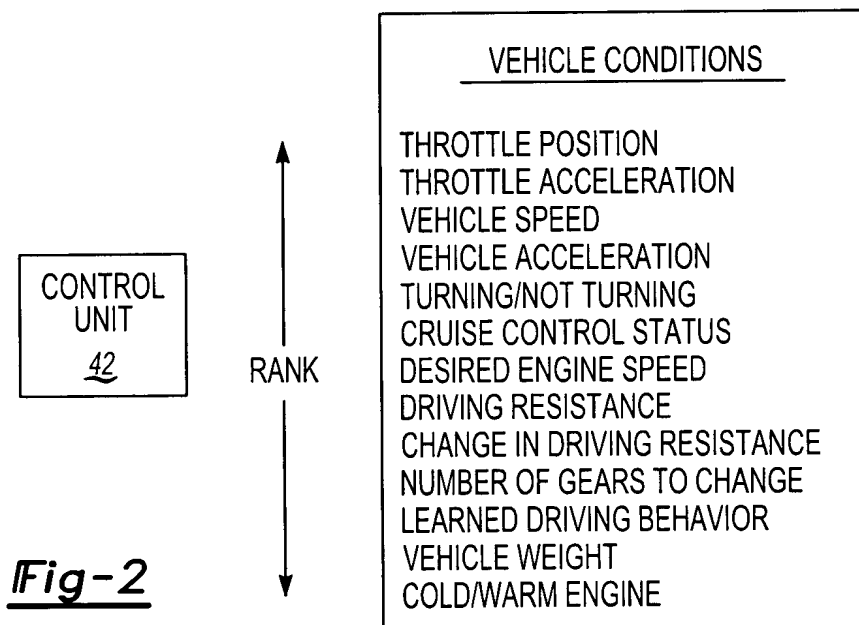 VEHICLE CONDITIONS
THROTTLE POSITION
THROTTLE ACCELERATION
VEHICLE SPEED
VEHICLE ACCELERATION
TURNING/NOT TURNING
CRUISE CONTROL STATUS
DESIRED ENGINE SPEED
DRIVING RESISTANCE
CHANGE IN DRIVING RESISTANCE
NUMBER OF GEARS TO CHANGE
LEARNED DRIVING BEHAVIOR
VEHICLE WEIGHT
COLD/WARM ENGINE
CONTROL
UNIT
42
RANK
Fig-2